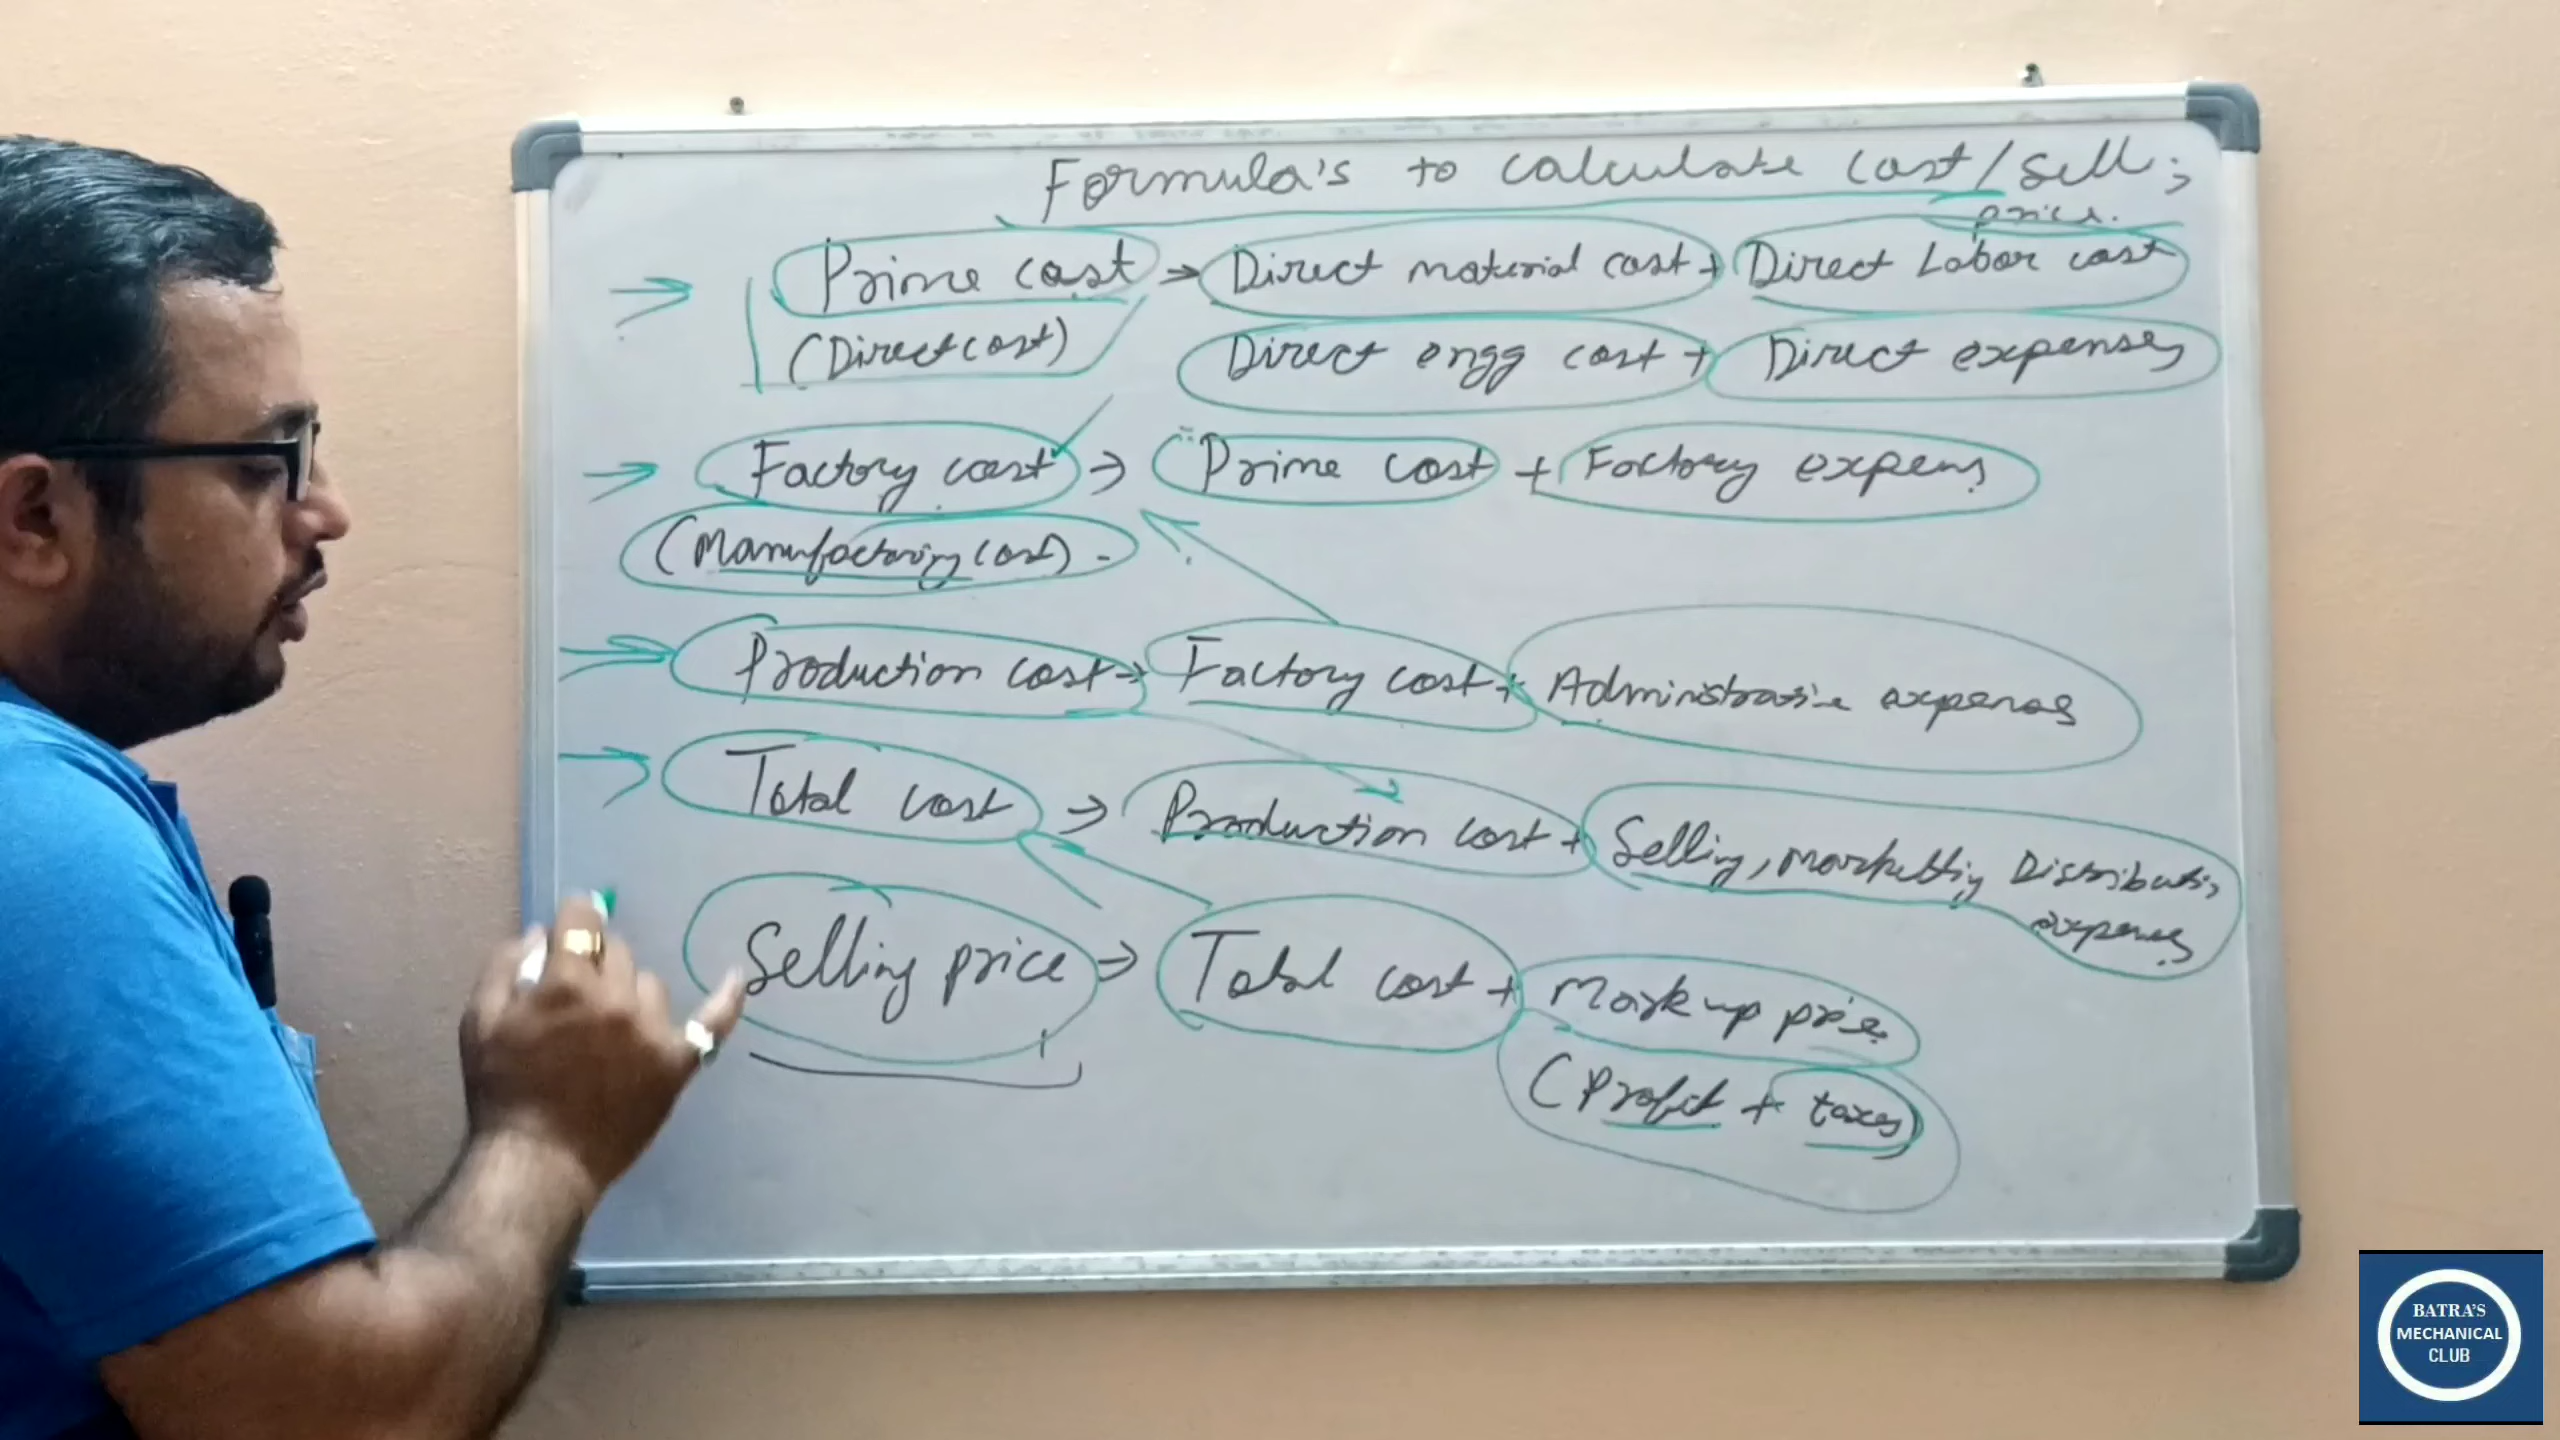 Formula's to calculate cost/sell;
price.
Prime cost → Direct material cost + Direct Labor cost
(Direct cost) Direct engg cost + Direct expenses
Factory cost → Prime cost + Factory expens
(Manufacturing cost) -
Production cost → Factory cost + Administrative expenses
Total cost → Production cost + Selling, marketing Distribution
expenses
Selling price → Total cost + Markup price
(Profit + taxes)
BATRA'S
MECHANICAL
CLUB